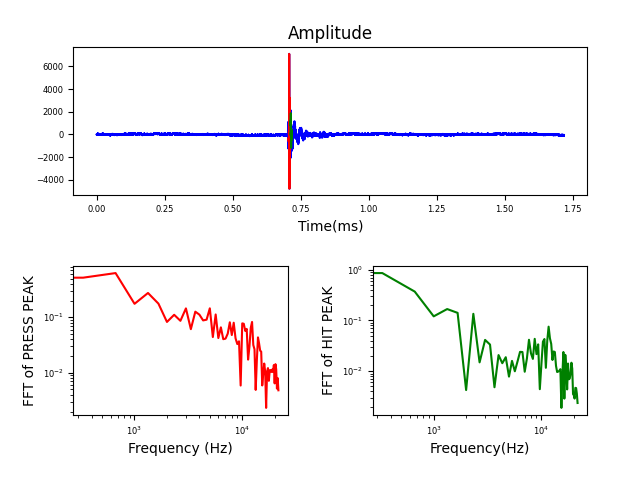 Amplitude
6000
4000
2000
0
−2000
−4000
0.00 0.25 0.50 0.75 1.00 1.25 1.50 1.75
Time(ms)
FFT of PRESS PEAK
10⁻¹
10⁻²
10³ 10⁴
Frequency (Hz)
FFT of HIT PEAK
10⁰
10⁻¹
10⁻²
10³ 10⁴
Frequency(Hz)